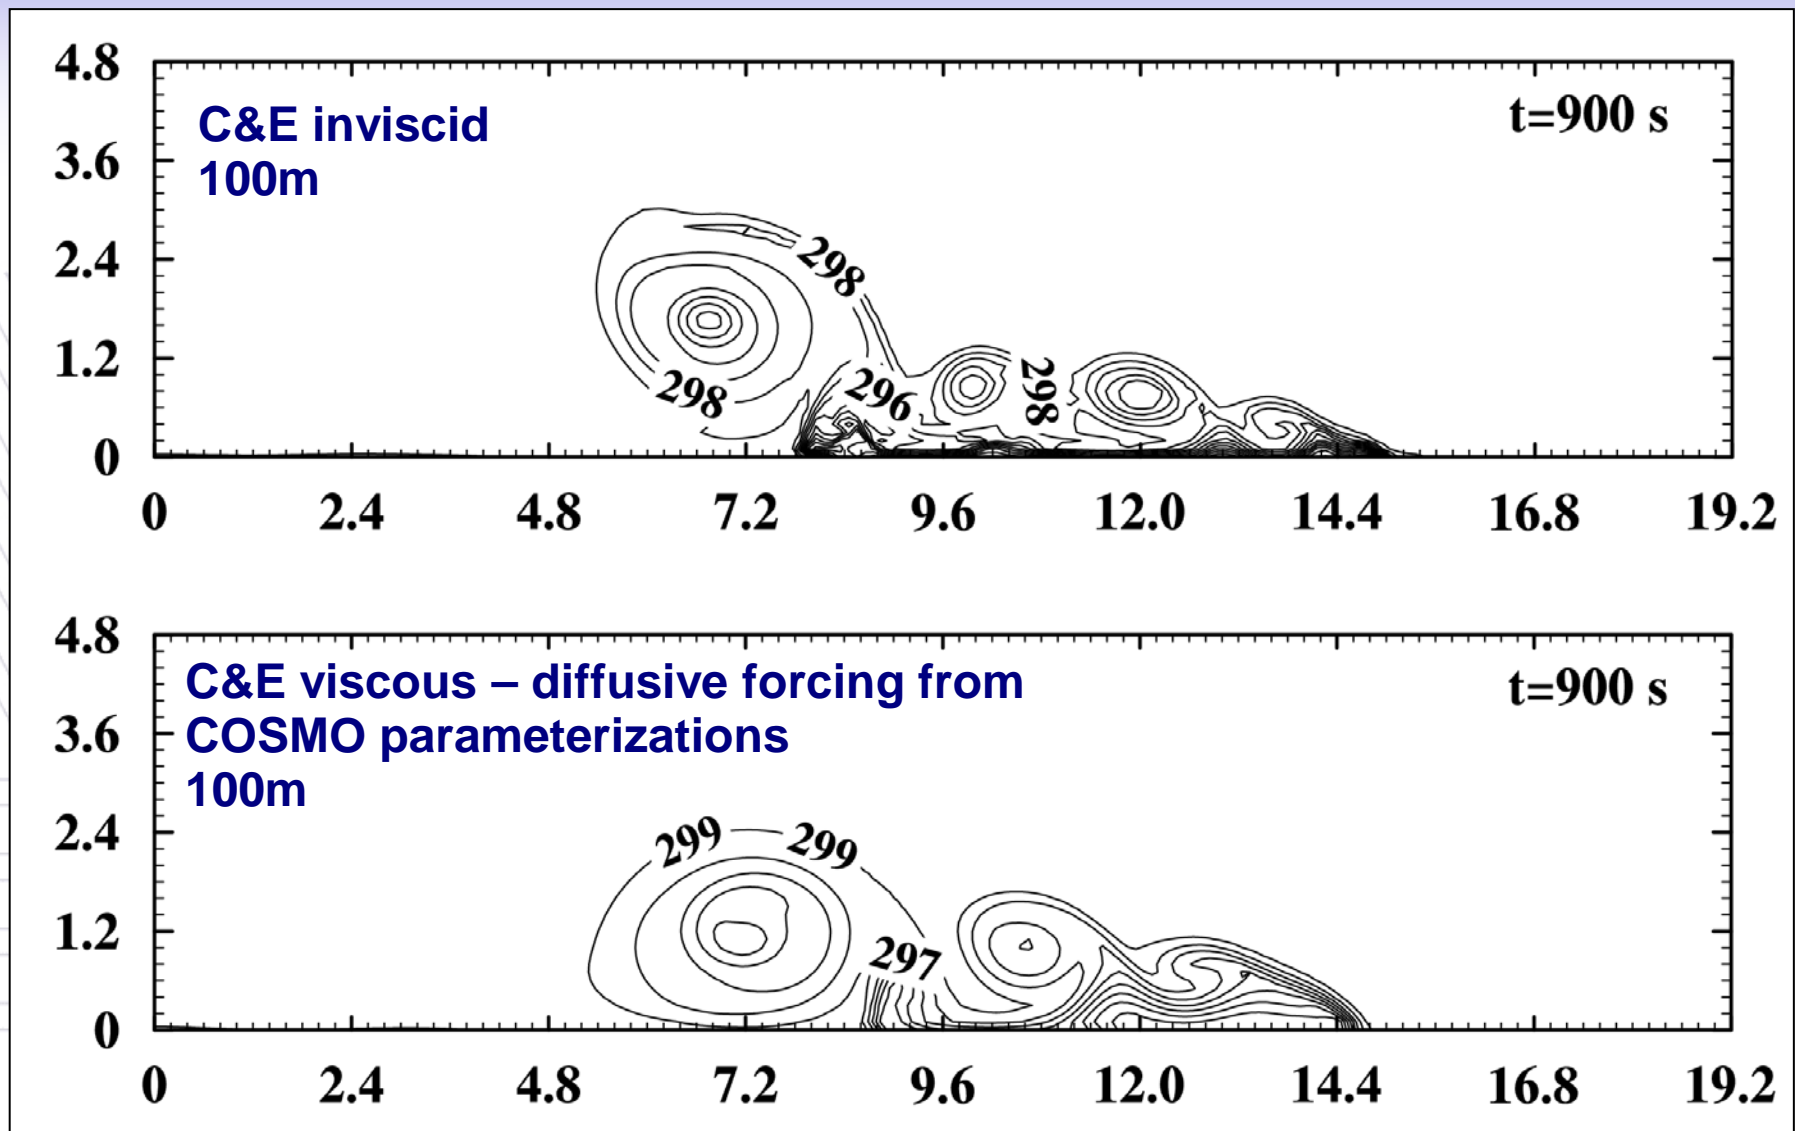 4.8
C&E inviscid
t=900 s
3.6
100m
2.4
298
1.2
298
296
298
0
0 2.4 4.8 7.2 9.6 12.0 14.4 16.8 19.2
4.8
C&E viscous – diffusive forcing from
t=900 s
3.6
COSMO parameterizations
100m
2.4
299
299
1.2
297
0
0 2.4 4.8 7.2 9.6 12.0 14.4 16.8 19.2